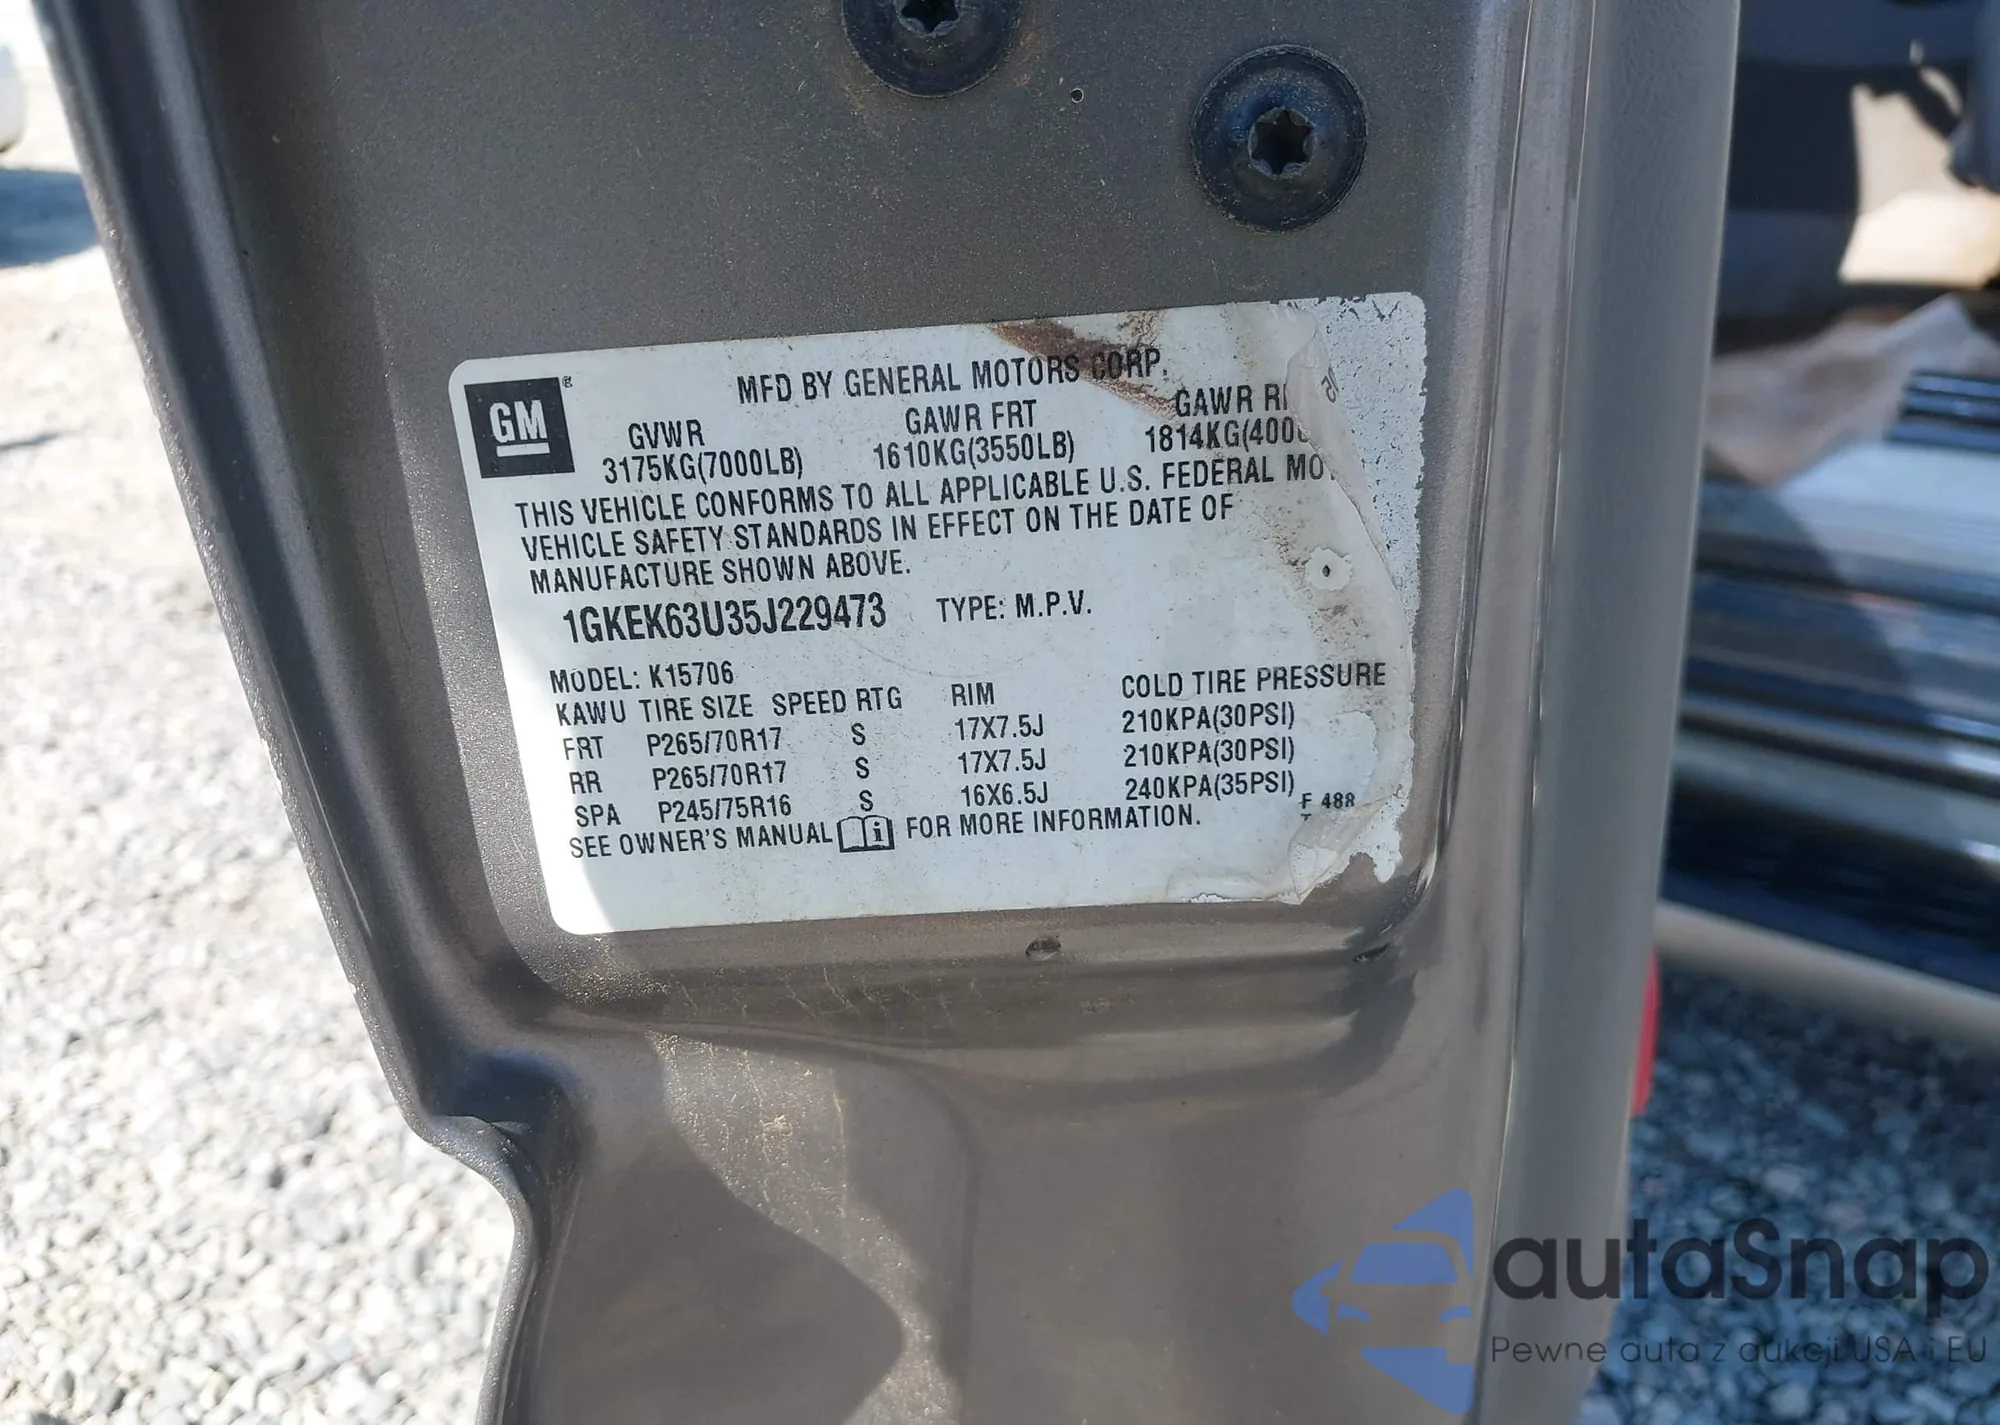 MFD BY GENERAL MOTORS CORP.
GM®
GVWR GAWR FRT GAWR
3175KG(7000LB) 1610KG(3550LB) 1814KG(400
THIS VEHICLE CONFORMS TO ALL APPLICABLE U.S. FEDERAL MO
VEHICLE SAFETY STANDARDS IN EFFECT ON THE DATE OF
MANUFACTURE SHOWN ABOVE.
1GKEK63U35J229473 TYPE: M.P.V.
MODEL: K15706
KAWU TIRE SIZE SPEED RTG RIM COLD TIRE PRESSURE
FRT P265/70R17 S 17X7.5J 210KPA(30PSI)
RR P265/70R17 S 17X7.5J 210KPA(30PSI)
SPA P245/75R16 S 16X6.5J 240KPA(35PSI)
F 488
SEE OWNER'S MANUAL i FOR MORE INFORMATION.
autaSnap
Pewne auta z aukcji USA i EU